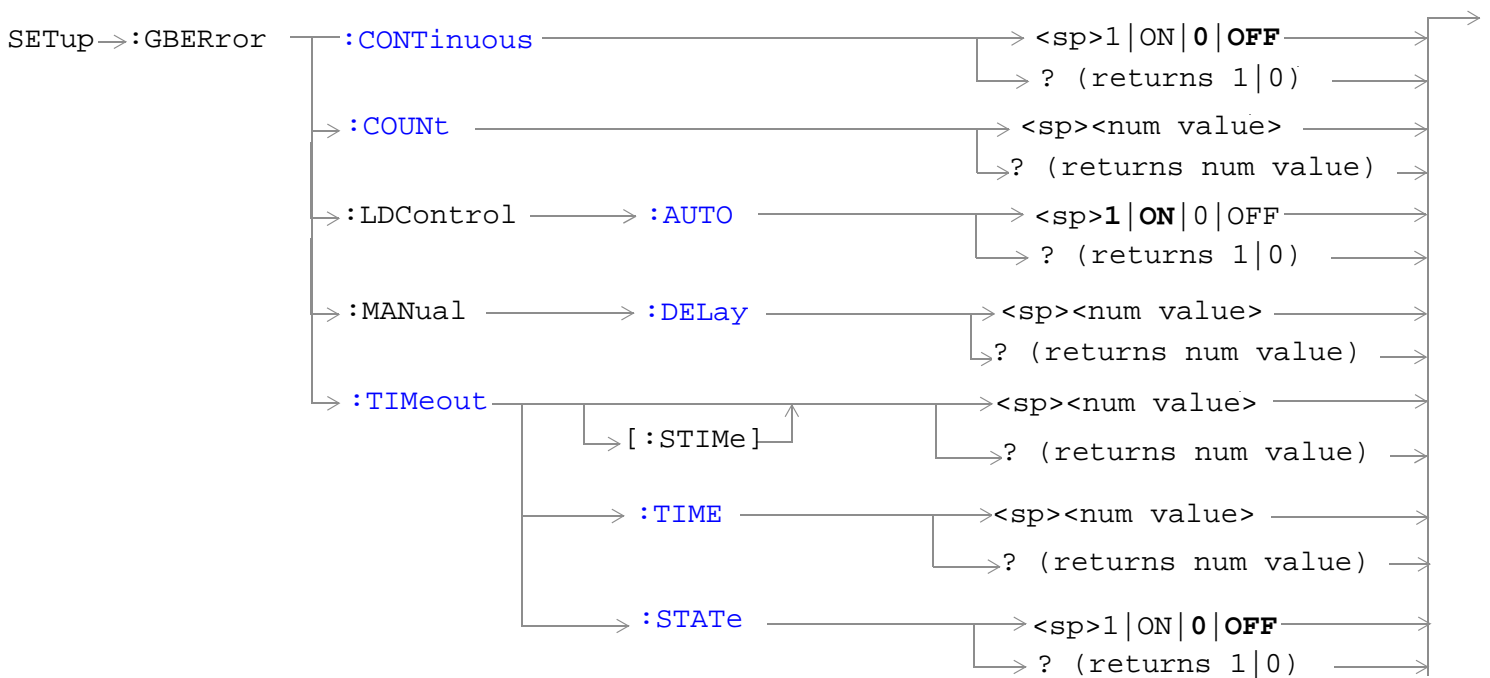 SETup :GBERror :CONTinuous <sp>1|ON|0|OFF
? (returns 1|0)
:COUNt <sp><num value>
? (returns num value)
:LDControl :AUTO <sp>1|ON|0|OFF
? (returns 1|0)
:MANual :DELay <sp><num value>
? (returns num value)
:TIMeout <sp><num value>
[:STIMe] ? (returns num value)
:TIME <sp><num value>
? (returns num value)
:STATe <sp>1|ON|0|OFF
? (returns 1|0)